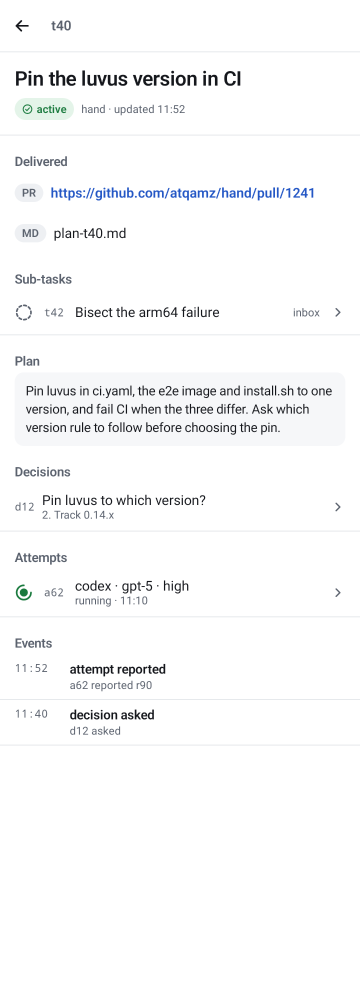 t40
Pin the luvus version in CI
active hand · updated 11:52
Delivered
PR https://github.com/atqamz/hand/pull/1241
MD plan-t40.md
Sub-tasks
t42 Bisect the arm64 failure inbox
Plan
Pin luvus in ci.yaml, the e2e image and install.sh to one
version, and fail CI when the three differ. Ask which
version rule to follow before choosing the pin.
Decisions
d12 Pin luvus to which version?
2. Track 0.14.x
Attempts
a62 codex · gpt-5 · high
running · 11:10
Events
11:52 attempt reported
a62 reported r90
11:40 decision asked
d12 asked